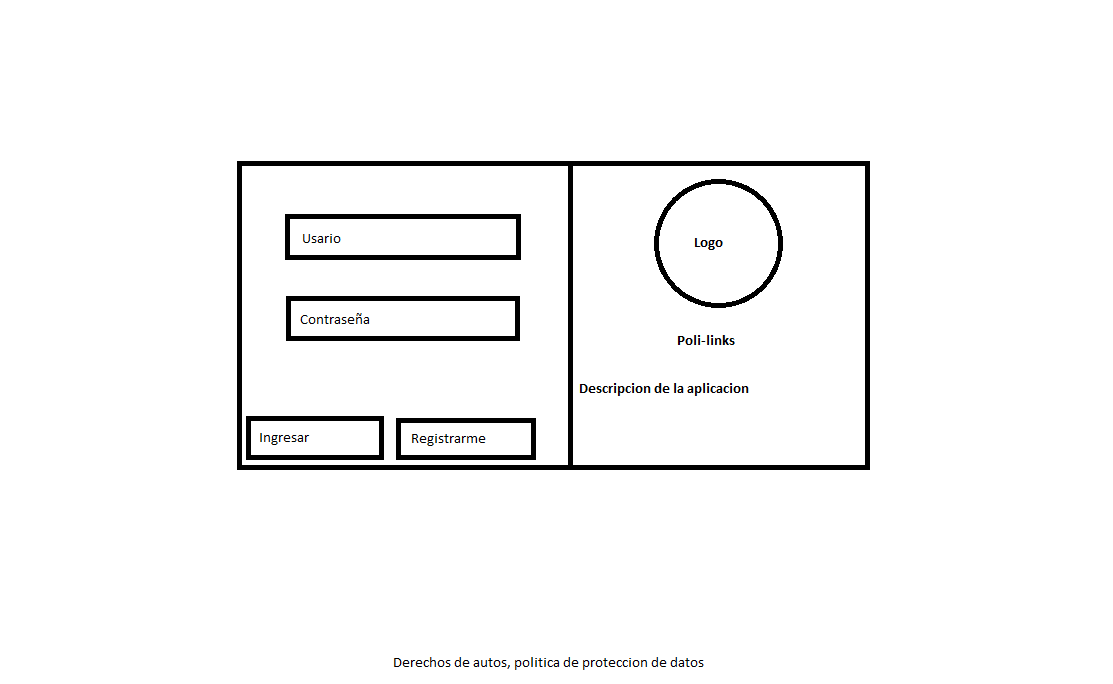 Usario
Contraseña
Ingresar
Registrarme
Logo
Poli-links
Descripcion de la aplicacion
Derechos de autos, politica de proteccion de datos